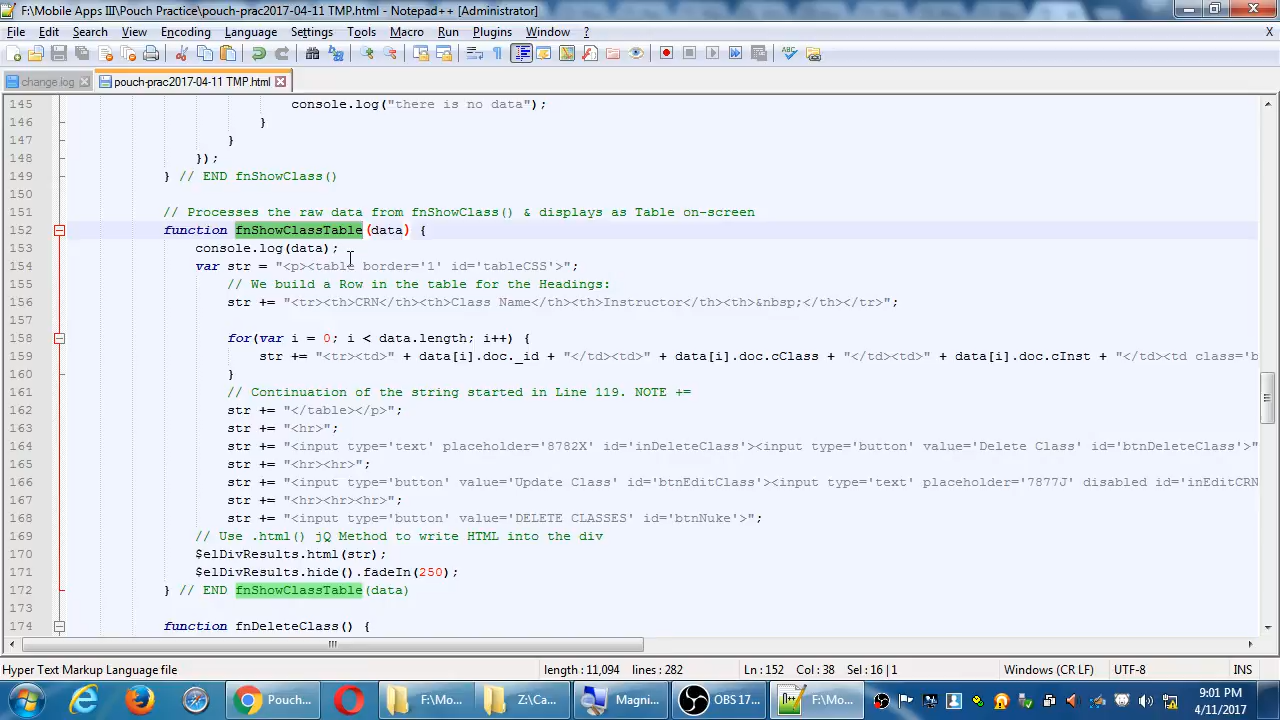 F:\Mobile Apps III\Pouch Practice\pouch-prac2017-04-11 TMP.html - Notepad++ [Administrator]
File Edit Search View Encoding Language Settings Tools Macro Run Plugins Window ? X
change.log pouch-prac2017-04-11 TMP.html
145 console.log("there is no data");
146 }
147 }
148 });
149 } // END fnShowClass()
150
151 // Processes the raw data from fnShowClass() & displays as Table on-screen
152 function fnShowClassTable(data) {
153 console.log(data);
154 var str = "<p><table border='1' id='tableCSS'>";
155 // We build a Row in the table for the Headings:
156 str += "<tr><th>CRN</th><th>Class Name</th><th>Instructor</th><th>&nbsp;</th></tr>";
157
158 for(var i = 0; i < data.length; i++) {
159 str += "<tr><td>" + data[i].doc._id + "</td><td>" + data[i].doc.cClass + "</td><td>" + data[i].doc.cInst + "</td><td class='b
160 }
161 // Continuation of the string started in Line 119. NOTE +=
162 str += "</table></p>";
163 str += "<hr>";
164 str += "<input type='text' placeholder='8782X' id='inDeleteClass'><input type='button' value='Delete Class' id='btnDeleteClass'>"
165 str += "<hr><hr>";
166 str += "<input type='button' value='Update Class' id='btnEditClass'><input type='text' placeholder='7877J' disabled id='inEditCRN
167 str += "<hr><hr><hr>";
168 str += "<input type='button' value='DELETE CLASSES' id='btnNuke'>";
169 // Use .html() jQ Method to write HTML into the div
170 $elDivResults.html(str);
171 $elDivResults.hide().fadeIn(250);
172 } // END fnShowClassTable(data)
173
174 function fnDeleteClass() {
Hyper Text Markup Language file length : 11,094 lines : 282 Ln : 152 Col : 38 Sel : 16 | 1 Windows (CR LF) UTF-8 INS
Pouch... F:\Mo... Z:\Ca... Magni... OBS 17... F:\Mo... 9:01 PM
4/11/2017